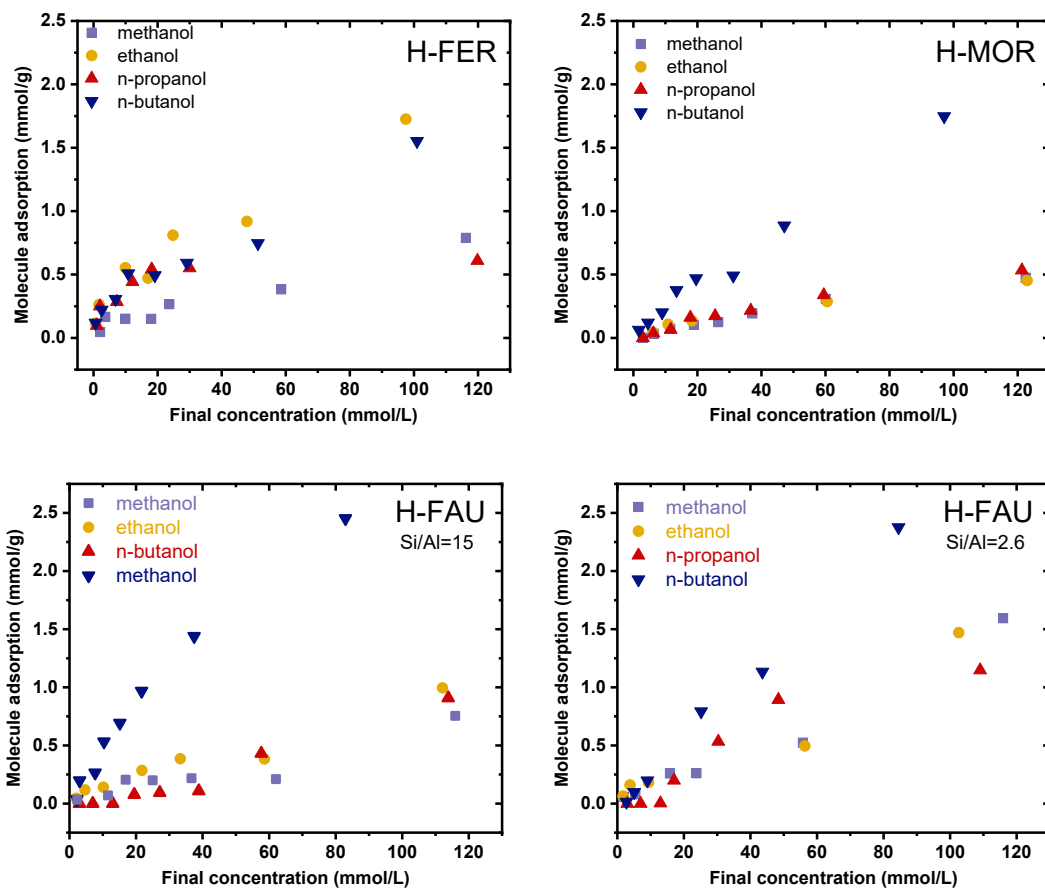 H-FER
methanol
ethanol
n-propanol
n-butanol
2.5
2.0
1.5
1.0
0.5
0.0
Molecule adsorption (mmol/g)
0 20 40 60 80 100 120
Final concentration (mmol/L)
H-MOR
methanol
ethanol
n-propanol
n-butanol
2.5
2.0
1.5
1.0
0.5
0.0
Molecule adsorption (mmol/g)
0 20 40 60 80 100 120
Final concentration (mmol/L)
H-FAU
Si/Al=15
methanol
ethanol
n-butanol
methanol
2.5
2.0
1.5
1.0
0.5
0.0
Molecule adsorption (mmol/g)
0 20 40 60 80 100 120
Final concentration (mmol/L)
H-FAU
Si/Al=2.6
methanol
ethanol
n-propanol
n-butanol
2.5
2.0
1.5
1.0
0.5
0.0
Molecule adsorption (mmol/g)
0 20 40 60 80 100 120
Final concentration (mmol/L)